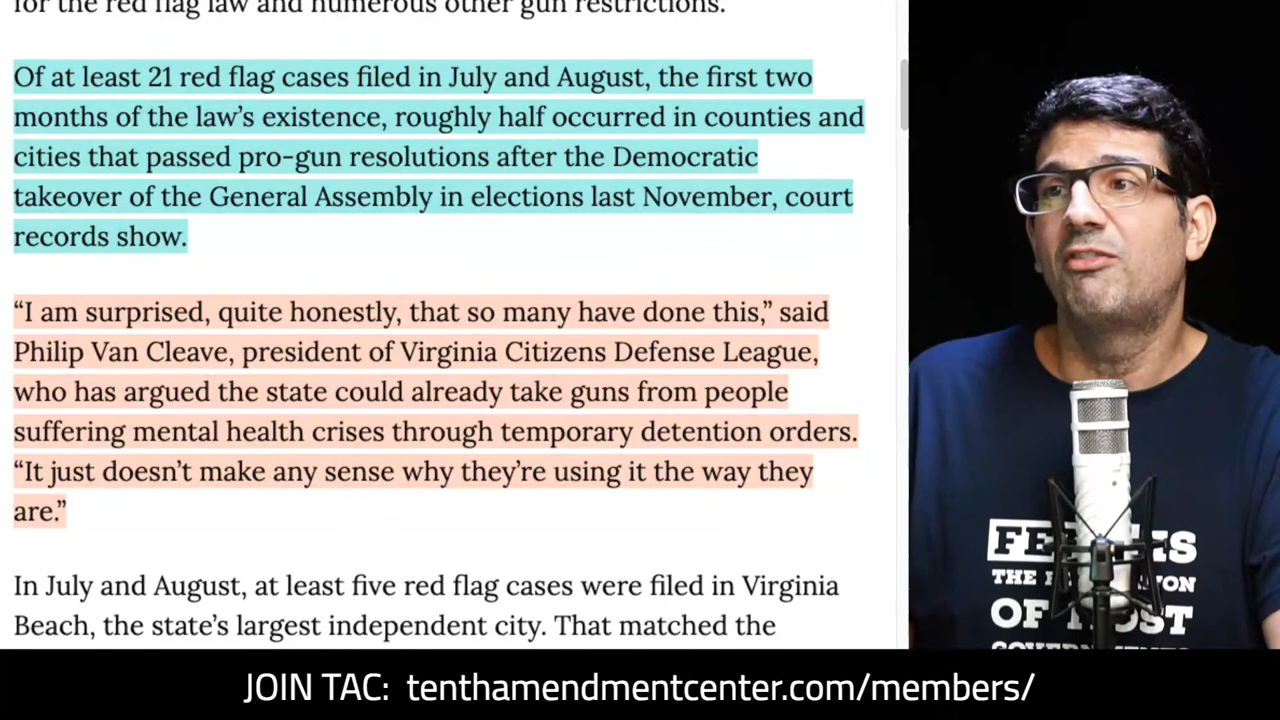 for the red flag law and numerous other gun restrictions.
Of at least 21 red flag cases filed in July and August, the first two
months of the law’s existence, roughly half occurred in counties and
cities that passed pro-gun resolutions after the Democratic
takeover of the General Assembly in elections last November, court
records show.
“I am surprised, quite honestly, that so many have done this,” said
Philip Van Cleave, president of Virginia Citizens Defense League,
who has argued the state could already take guns from people
suffering mental health crises through temporary detention orders.
“It just doesn’t make any sense why they’re using it the way they
are.”
In July and August, at least five red flag cases were filed in Virginia
Beach, the state’s largest independent city. That matched the
IS
THE
OF
JOIN TAC: tenthamendmentcenter.com/members/